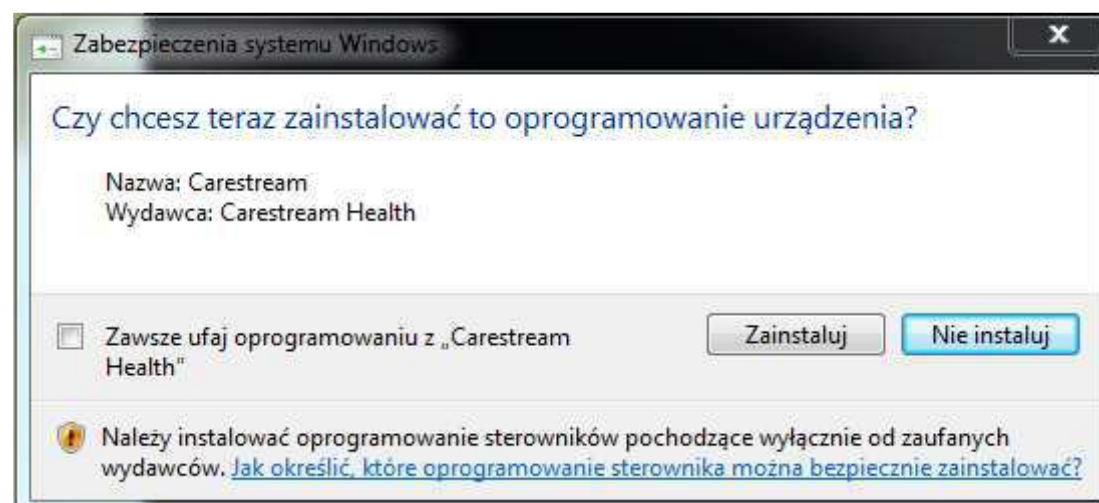 Zabezpieczenia systemu Windows
Czy chcesz teraz zainstalować to oprogramowanie urządzenia?
Nazwa: Carestream
Wydawca: Carestream Health
Zawsze ufaj oprogramowaniu z „Carestream
Health”
Zainstaluj
Nie instaluj
Należy instalować oprogramowanie sterowników pochodzące wyłącznie od zaufanych
wydawców. Jak określić, które oprogramowanie sterownika można bezpiecznie zainstalować?